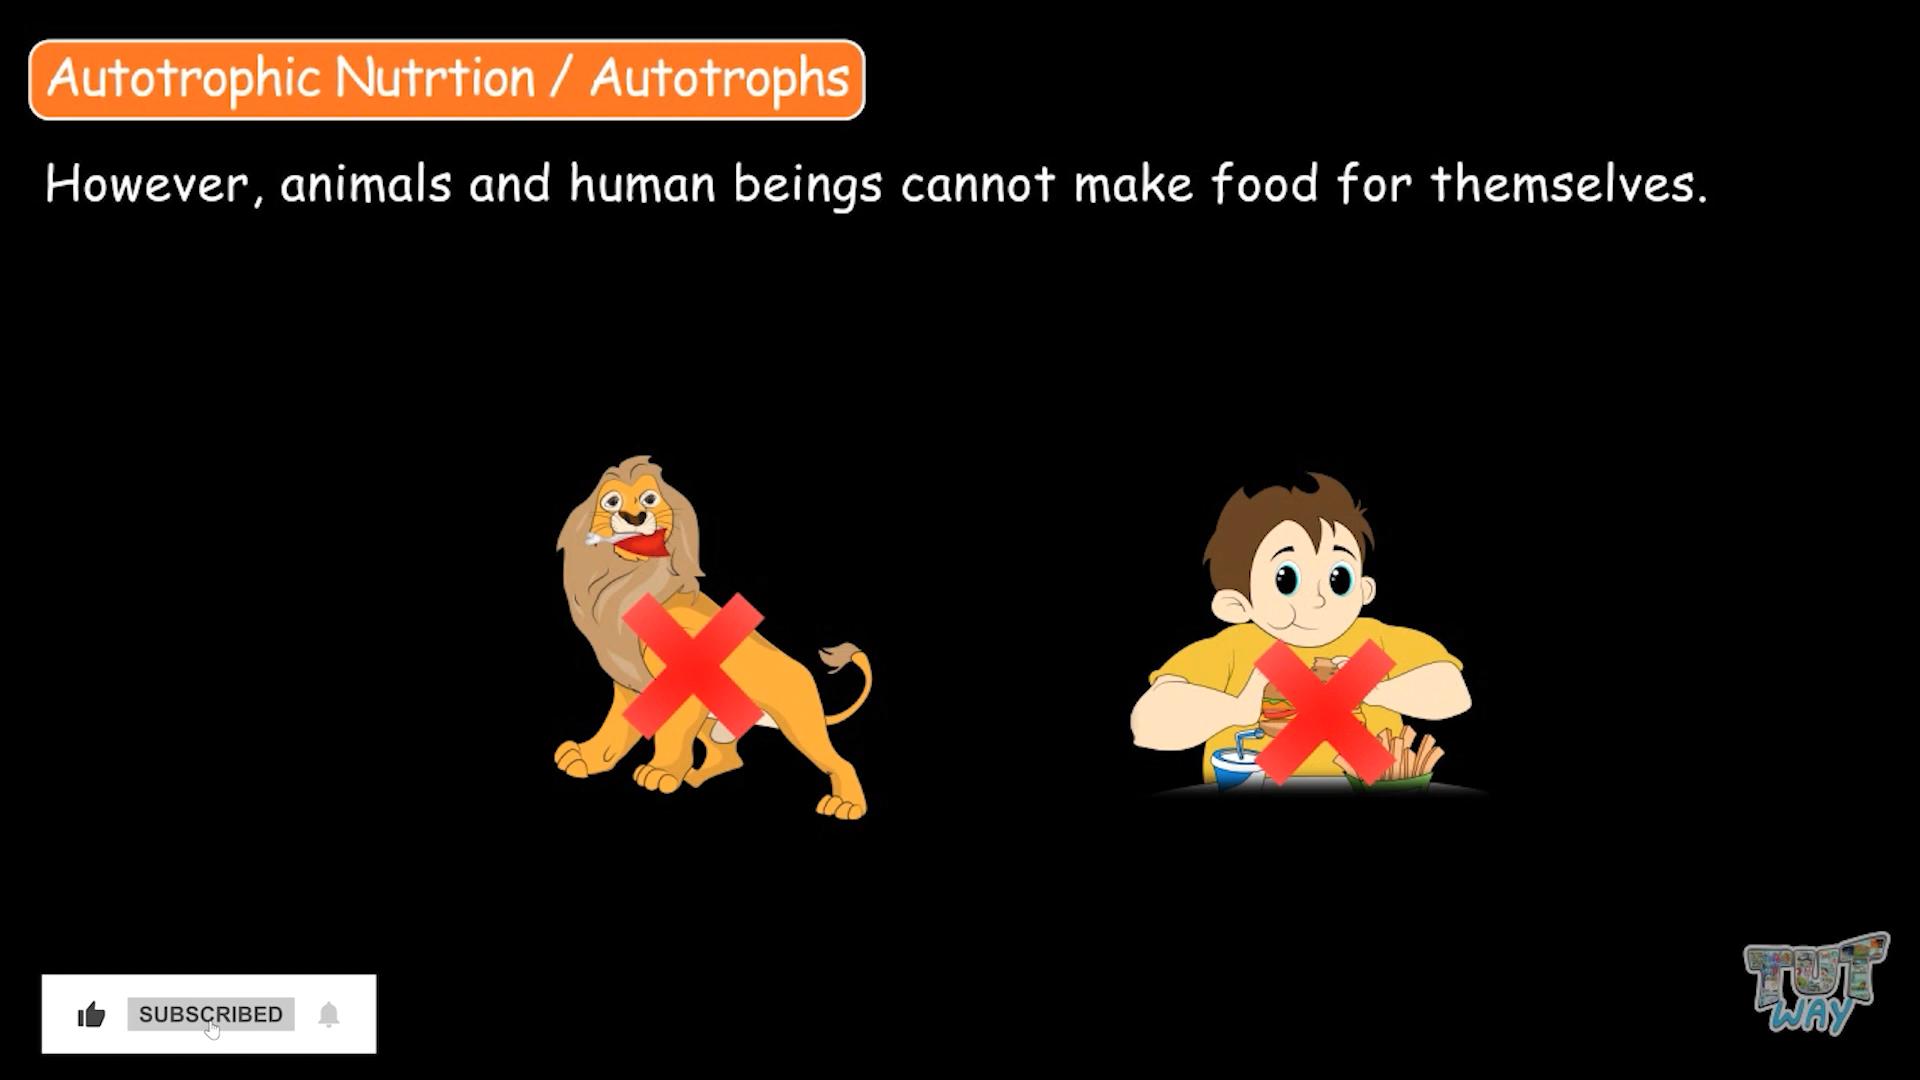 Autotrophic Nutrtion / Autotrophs
However, animals and human beings cannot make food for themselves.
SUBSCRIBED
TUT
WAY